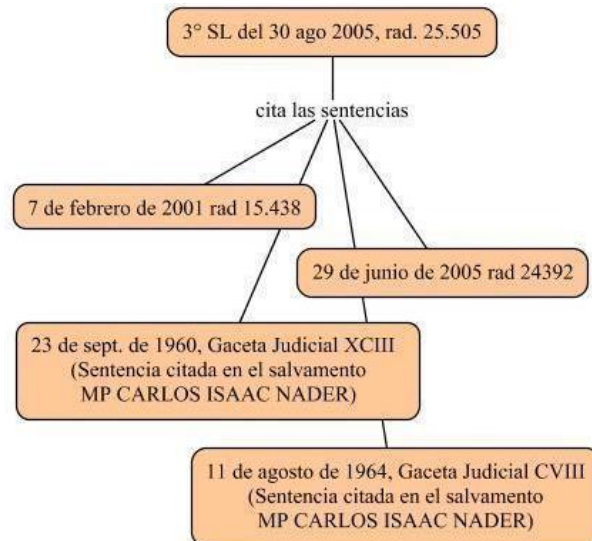 3° SL del 30 ago 2005, rad. 25.505
cita las sentencias
7 de febrero de 2001 rad 15.438
29 de junio de 2005 rad 24392
23 de sept. de 1960, Gaceta Judicial XCIII
(Sentencia citada en el salvamento
MP CARLOS ISAAC NADER)
11 de agosto de 1964, Gaceta Judicial CVIII
(Sentencia citada en el salvamento
MP CARLOS ISAAC NADER)